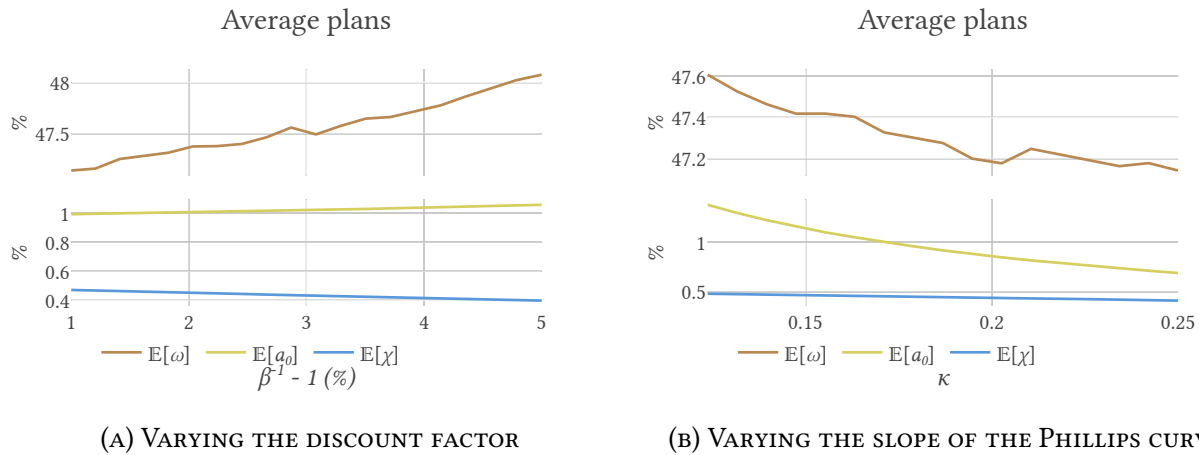 Average plans
48
47.5
%
1
0.8
0.6
0.4
%
1 2 3 4 5
𝔼[ω] 𝔼[a₀] 𝔼[χ]
β⁻¹ - 1 (%)
(A) VARYING THE DISCOUNT FACTOR
Average plans
47.6
47.4
47.2
%
1
0.5
%
0.15 0.2 0.25
𝔼[ω] 𝔼[a₀] 𝔼[χ]
κ
(B) VARYING THE SLOPE OF THE PHILLIPS CURV